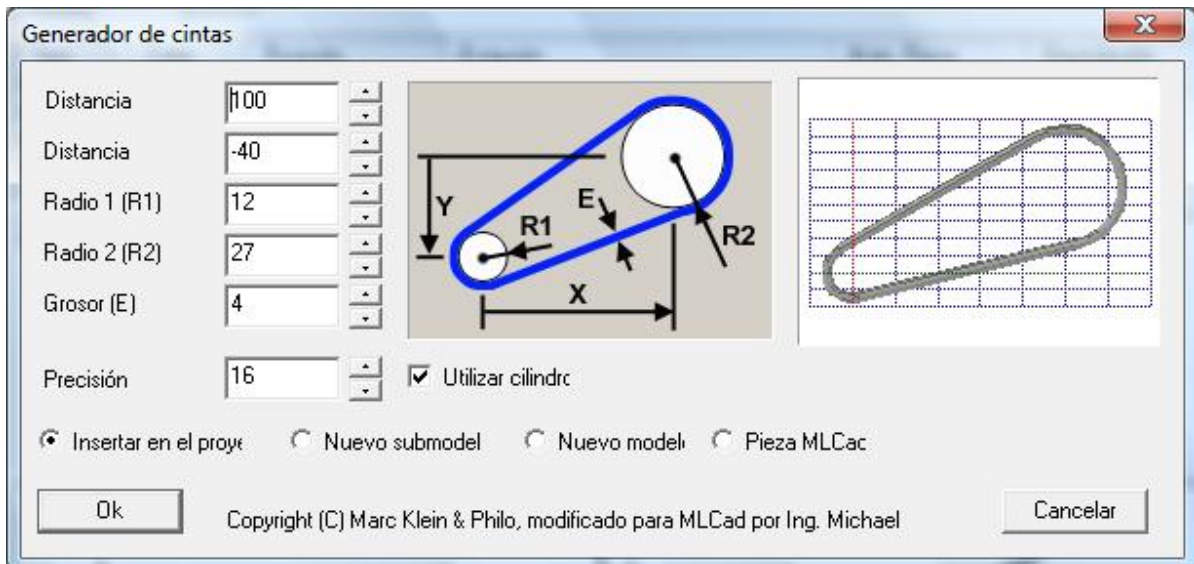 Generador de cintas
X
Distancia 100
Distancia -40
Radio 1 (R1) 12
Radio 2 (R2) 27
Grosor (E) 4
Y
E
R1
R2
X
Precisión 16 Utilizar cilindrc
Insertar en el proye Nuevo submodel Nuevo model Pieza MLCac
Ok
Copyright (C) Marc Klein & Philo, modificado para MLCad por Ing. Michael
Cancelar